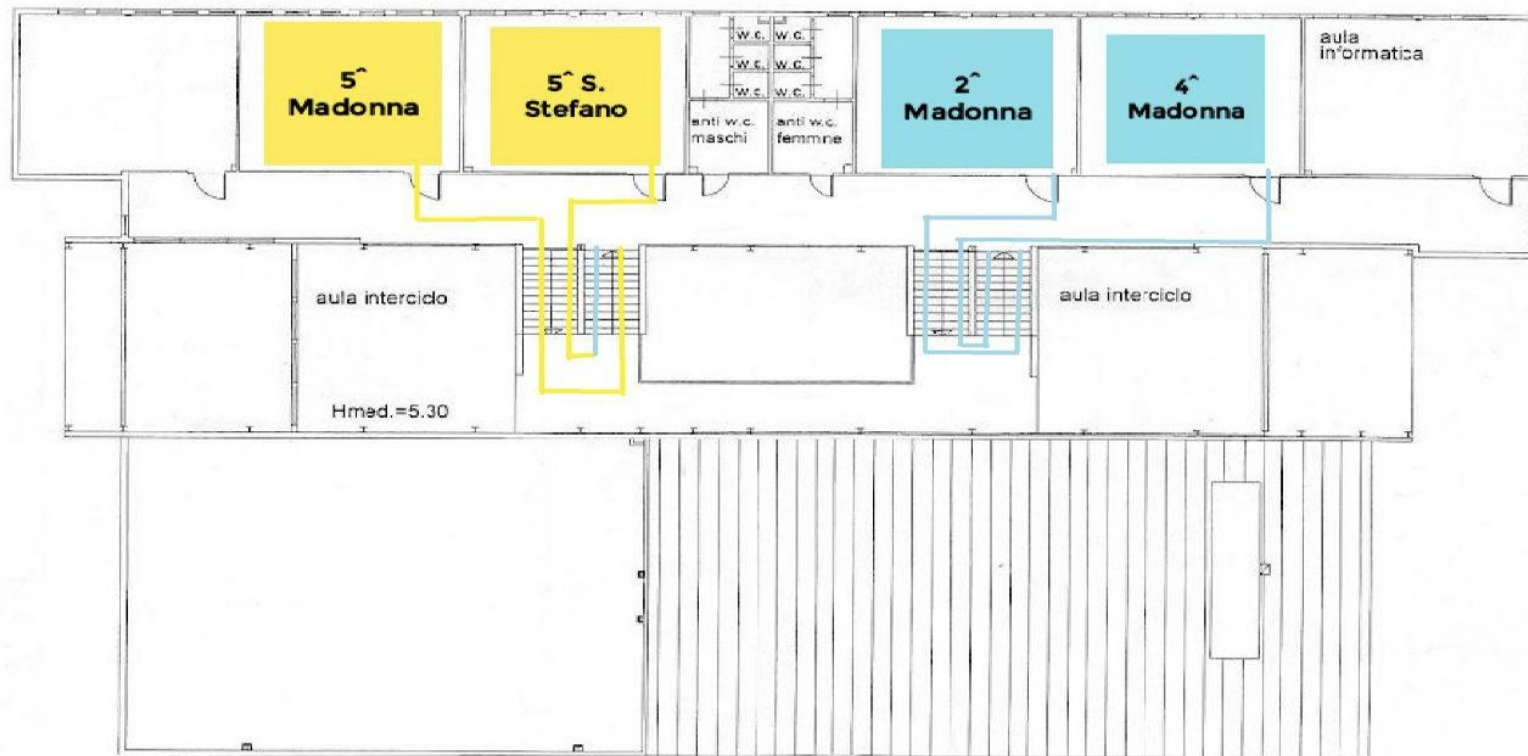 5^
Madonna
5^ S.
Stefano
w.c.
w.c.
w.c.
w.c.
w.c.
w.c.
anti w.c.
maschi
anti w.c.
femmine
2^
Madonna
4^
Madonna
aula
informatica
aula interciclo
Hmed.=5.30
aula interciclo